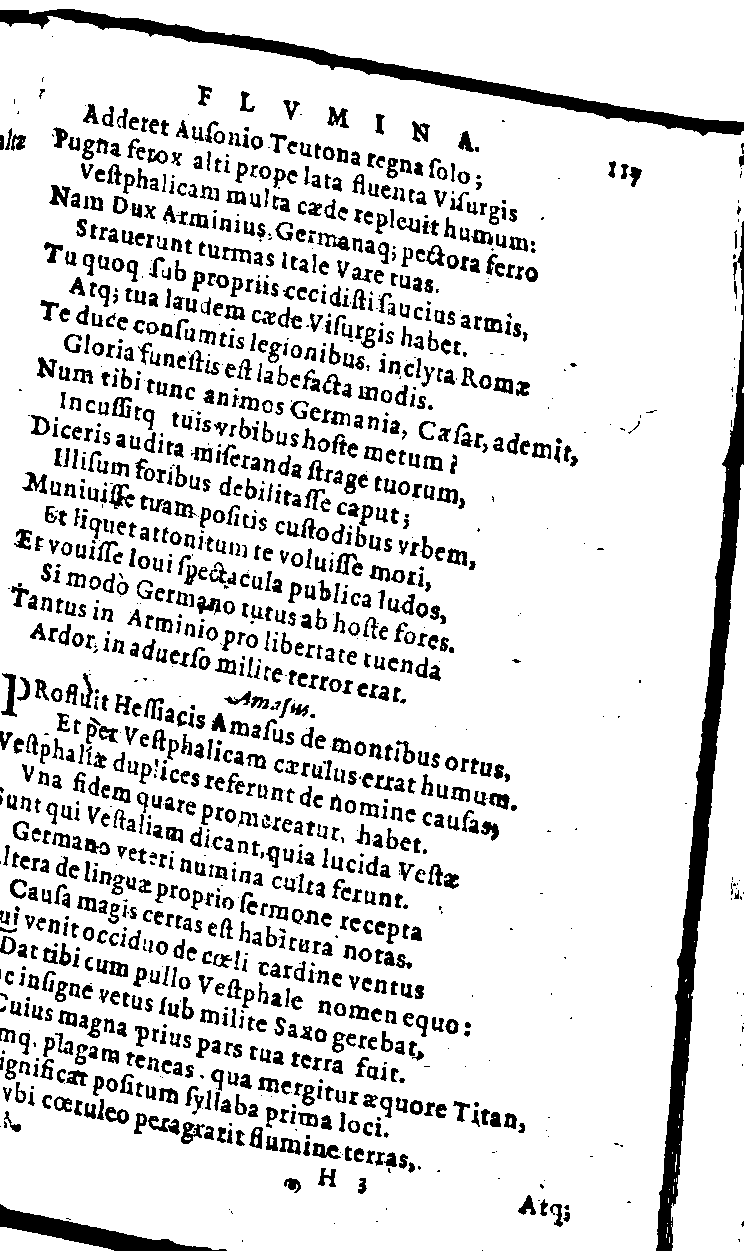 FLVMINA.
117
Adderet Auſonio Teutona regna ſolo;
Pugna ferox alti prope lata fluenta Viſurgis
Veſtphalicam multa cæde repleuit humum:
Nam Dux Arminius, Germanaq; pectora ferro
Strauerunt turmas Itale Vare tuas.
Tu quoq ſub propriis cecidiſti ſaucius armis,
Atq; tua laudem cæde Viſurgis habet.
Te duce conſumtis legionibus, inclyta Romæ
Gloria funeſtis eſt labefacta modis.
Num tibi tunc animos Germania, Cæſar, ademit,
Incuſſitq tuis vrbibus hoſte metum?
Diceris audita miſeranda ſtrage tuorum,
Illiſum foribus debilitaſſe caput;
Muniuiſſe tuam poſitis cuſtodibus vrbem,
Et liquet attonitum te voluiſſe mori,
Et vouiſſe Ioui ſpectacula publica ludos,
Si modò Germano tutus ab hoſte fores.
Tantus in Arminio pro libertate tuenda
Ardor, in aduerſo milite terror erat.
Amaſus.
PRofluit Heſſiacis Amaſus de montibus ortus,
Et per Veſtphalicam cærulus errat humum.
Veſtphaliæ duplices referunt de nomine cauſas,
Vna fidem quare promereatur, habet.
Sunt qui Veſtaliam dicant, quia lucida Veſtæ
Germano veteri numina culta ferunt.
ltera de linguæ proprio ſermone recepta
Cauſa magis certas eſt habitura notas.
ui venit occiduo de cœli cardine ventus
Dat tibi cum pullo Veſtphale nomen equo:
c inſigne vetus ſub milite Saxo gerebat,
Cuius magna prius pars tua terra fuit.
mq. plagam teneas, qua mergitur æquore Titan,
ignificat poſitum ſyllaba prima loci.
vbi cœruleo peragrarit flumine terras,
H 3
Atq;